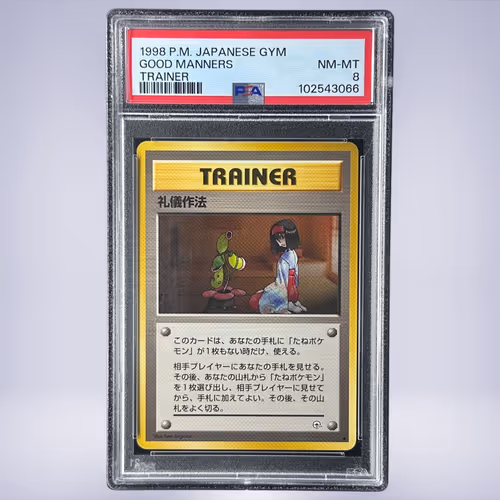 1998 P.M. JAPANESE GYM
GOOD MANNERS
NM-MT
TRAINER
8
PSA
102543066
TRAINER
礼儀作法
このカードは、あなたの手札に「たねポケ
モン」が1枚もない時だけ、使える。
相手プレイヤーにあなたの手札を見せる。
その後、あなたの山札から「たねポケモン」
を1枚選び出し、相手プレイヤーに見せて
から、手札に加えてよい。その後、その山
札をよく切る。